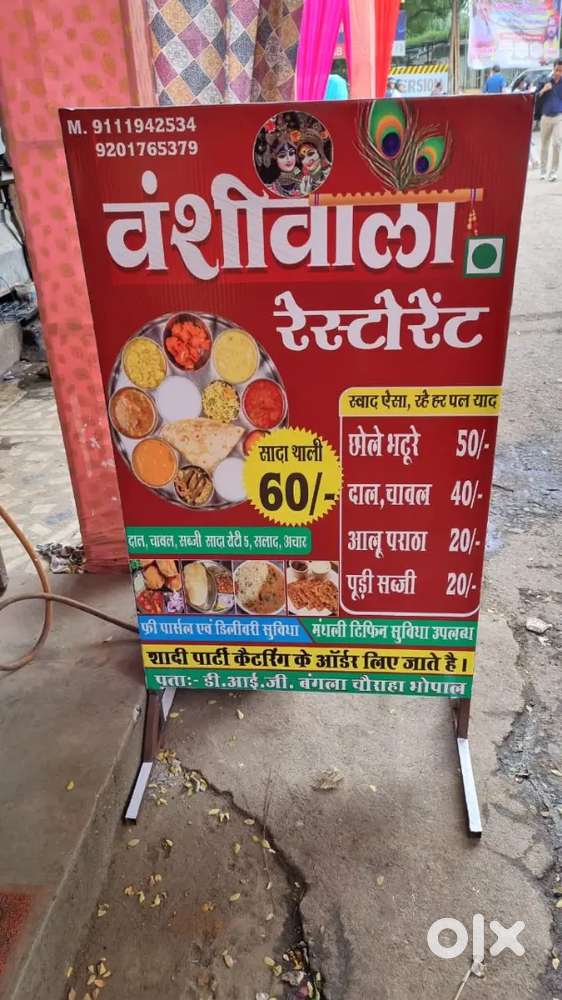 M. 9111942534
9201765379
वंशीवाला
रेस्टोरेंट
स्वाद ऐसा, रहे हर पल याद
छोले भटूरे 50/-
दाल,चावल 40/-
आलू पराठा 20/-
पूड़ी सब्जी 20/-
सादा थाली
60/-
दाल, चावल, सब्जी सादा रोटी 5, सलाद, अचार
फ्री पार्सल एवं डिलीवरी सुविधा
मंथली टिफिन सुविधा उपलब्ध
शादी पार्टी कैटरिंग के ऑर्डर लिए जाते है।
पताः- डी.आई.जी. बंगला चौराहा भोपाल
olx